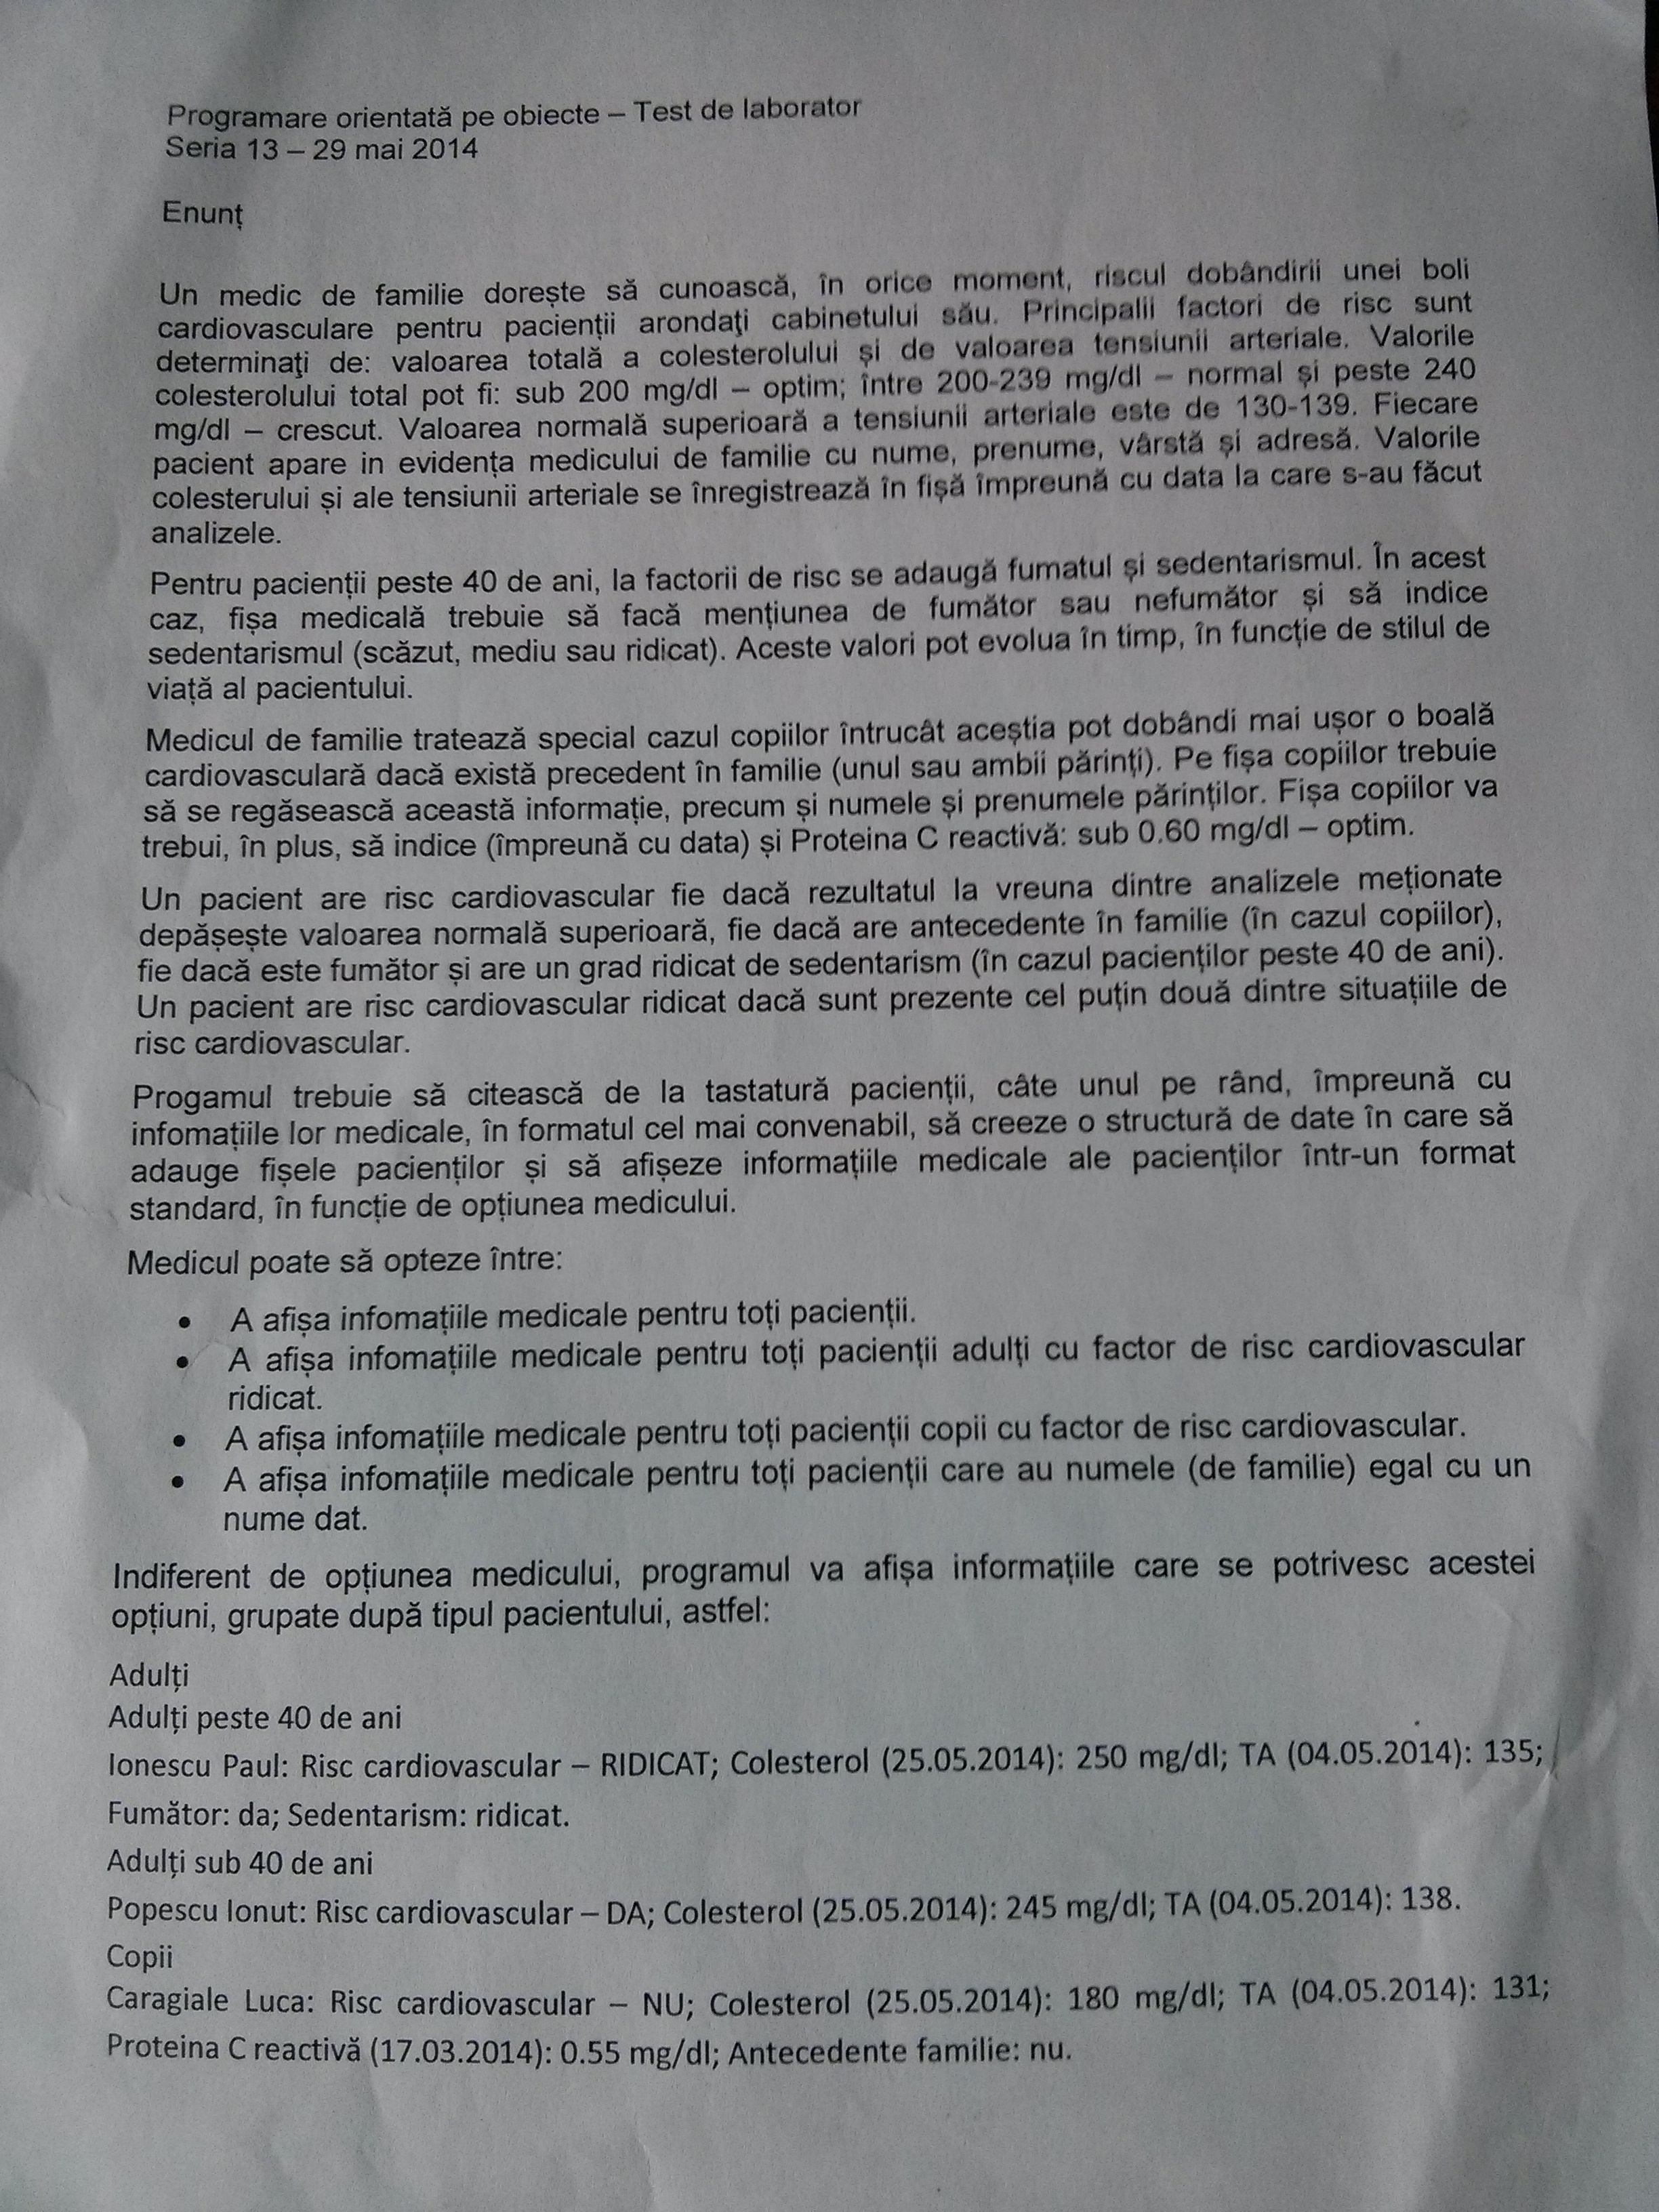 Programare orientată pe obiecte – Test de laborator
Seria 13 – 29 mai 2014
Enunț
Un medic de familie dorește să cunoască, în orice moment, riscul dobândirii unei boli
cardiovasculare pentru pacienții arondaţi cabinetului său. Principalii factori de risc sunt
determinaţi de: valoarea totală a colesterolului și de valoarea tensiunii arteriale. Valorile
colesterolului total pot fi: sub 200 mg/dl – optim; între 200-239 mg/dl – normal și peste 240
mg/dl – crescut. Valoarea normală superioară a tensiunii arteriale este de 130-139. Fiecare
pacient apare in evidența medicului de familie cu nume, prenume, vârstă și adresă. Valorile
colesterului și ale tensiunii arteriale se înregistrează în fișă împreună cu data la care s-au făcut
analizele.
Pentru pacienții peste 40 de ani, la factorii de risc se adaugă fumatul și sedentarismul. În acest
caz, fișa medicală trebuie să facă mențiunea de fumător sau nefumător și să indice
sedentarismul (scăzut, mediu sau ridicat). Aceste valori pot evolua în timp, în funcție de stilul de
viață al pacientului.
Medicul de familie tratează special cazul copiilor întrucât aceștia pot dobândi mai ușor o boală
cardiovasculară dacă există precedent în familie (unul sau ambii părinți). Pe fișa copiilor trebuie
să se regăsească această informație, precum și numele și prenumele părinților. Fișa copiilor va
trebui, în plus, să indice (împreună cu data) și Proteina C reactivă: sub 0.60 mg/dl – optim.
Un pacient are risc cardiovascular fie dacă rezultatul la vreuna dintre analizele meționate
depășește valoarea normală superioară, fie dacă are antecedente în familie (în cazul copiilor),
fie dacă este fumător și are un grad ridicat de sedentarism (în cazul pacienților peste 40 de ani).
Un pacient are risc cardiovascular ridicat dacă sunt prezente cel puțin două dintre situațiile de
risc cardiovascular.
Progamul trebuie să citească de la tastatură pacienții, câte unul pe rând, împreună cu
infomațiile lor medicale, în formatul cel mai convenabil, să creeze o structură de date în care să
adauge fișele pacienților și să afișeze informațiile medicale ale pacienților într-un format
standard, în funcție de opțiunea medicului.
Medicul poate să opteze între:
• A afișa infomațiile medicale pentru toți pacienții.
• A afișa infomațiile medicale pentru toți pacienții adulți cu factor de risc cardiovascular
ridicat.
• A afișa infomațiile medicale pentru toți pacienții copii cu factor de risc cardiovascular.
• A afișa infomațiile medicale pentru toți pacienții care au numele (de familie) egal cu un
nume dat.
Indiferent de opțiunea medicului, programul va afișa informațiile care se potrivesc acestei
opțiuni, grupate după tipul pacientului, astfel:
Adulți
Adulți peste 40 de ani
Ionescu Paul: Risc cardiovascular – RIDICAT; Colesterol (25.05.2014): 250 mg/dl; TA (04.05.2014): 135;
Fumător: da; Sedentarism: ridicat.
Adulți sub 40 de ani
Popescu Ionut: Risc cardiovascular – DA; Colesterol (25.05.2014): 245 mg/dl; TA (04.05.2014): 138.
Copii
Caragiale Luca: Risc cardiovascular – NU; Colesterol (25.05.2014): 180 mg/dl; TA (04.05.2014): 131;
Proteina C reactivă (17.03.2014): 0.55 mg/dl; Antecedente familie: nu.